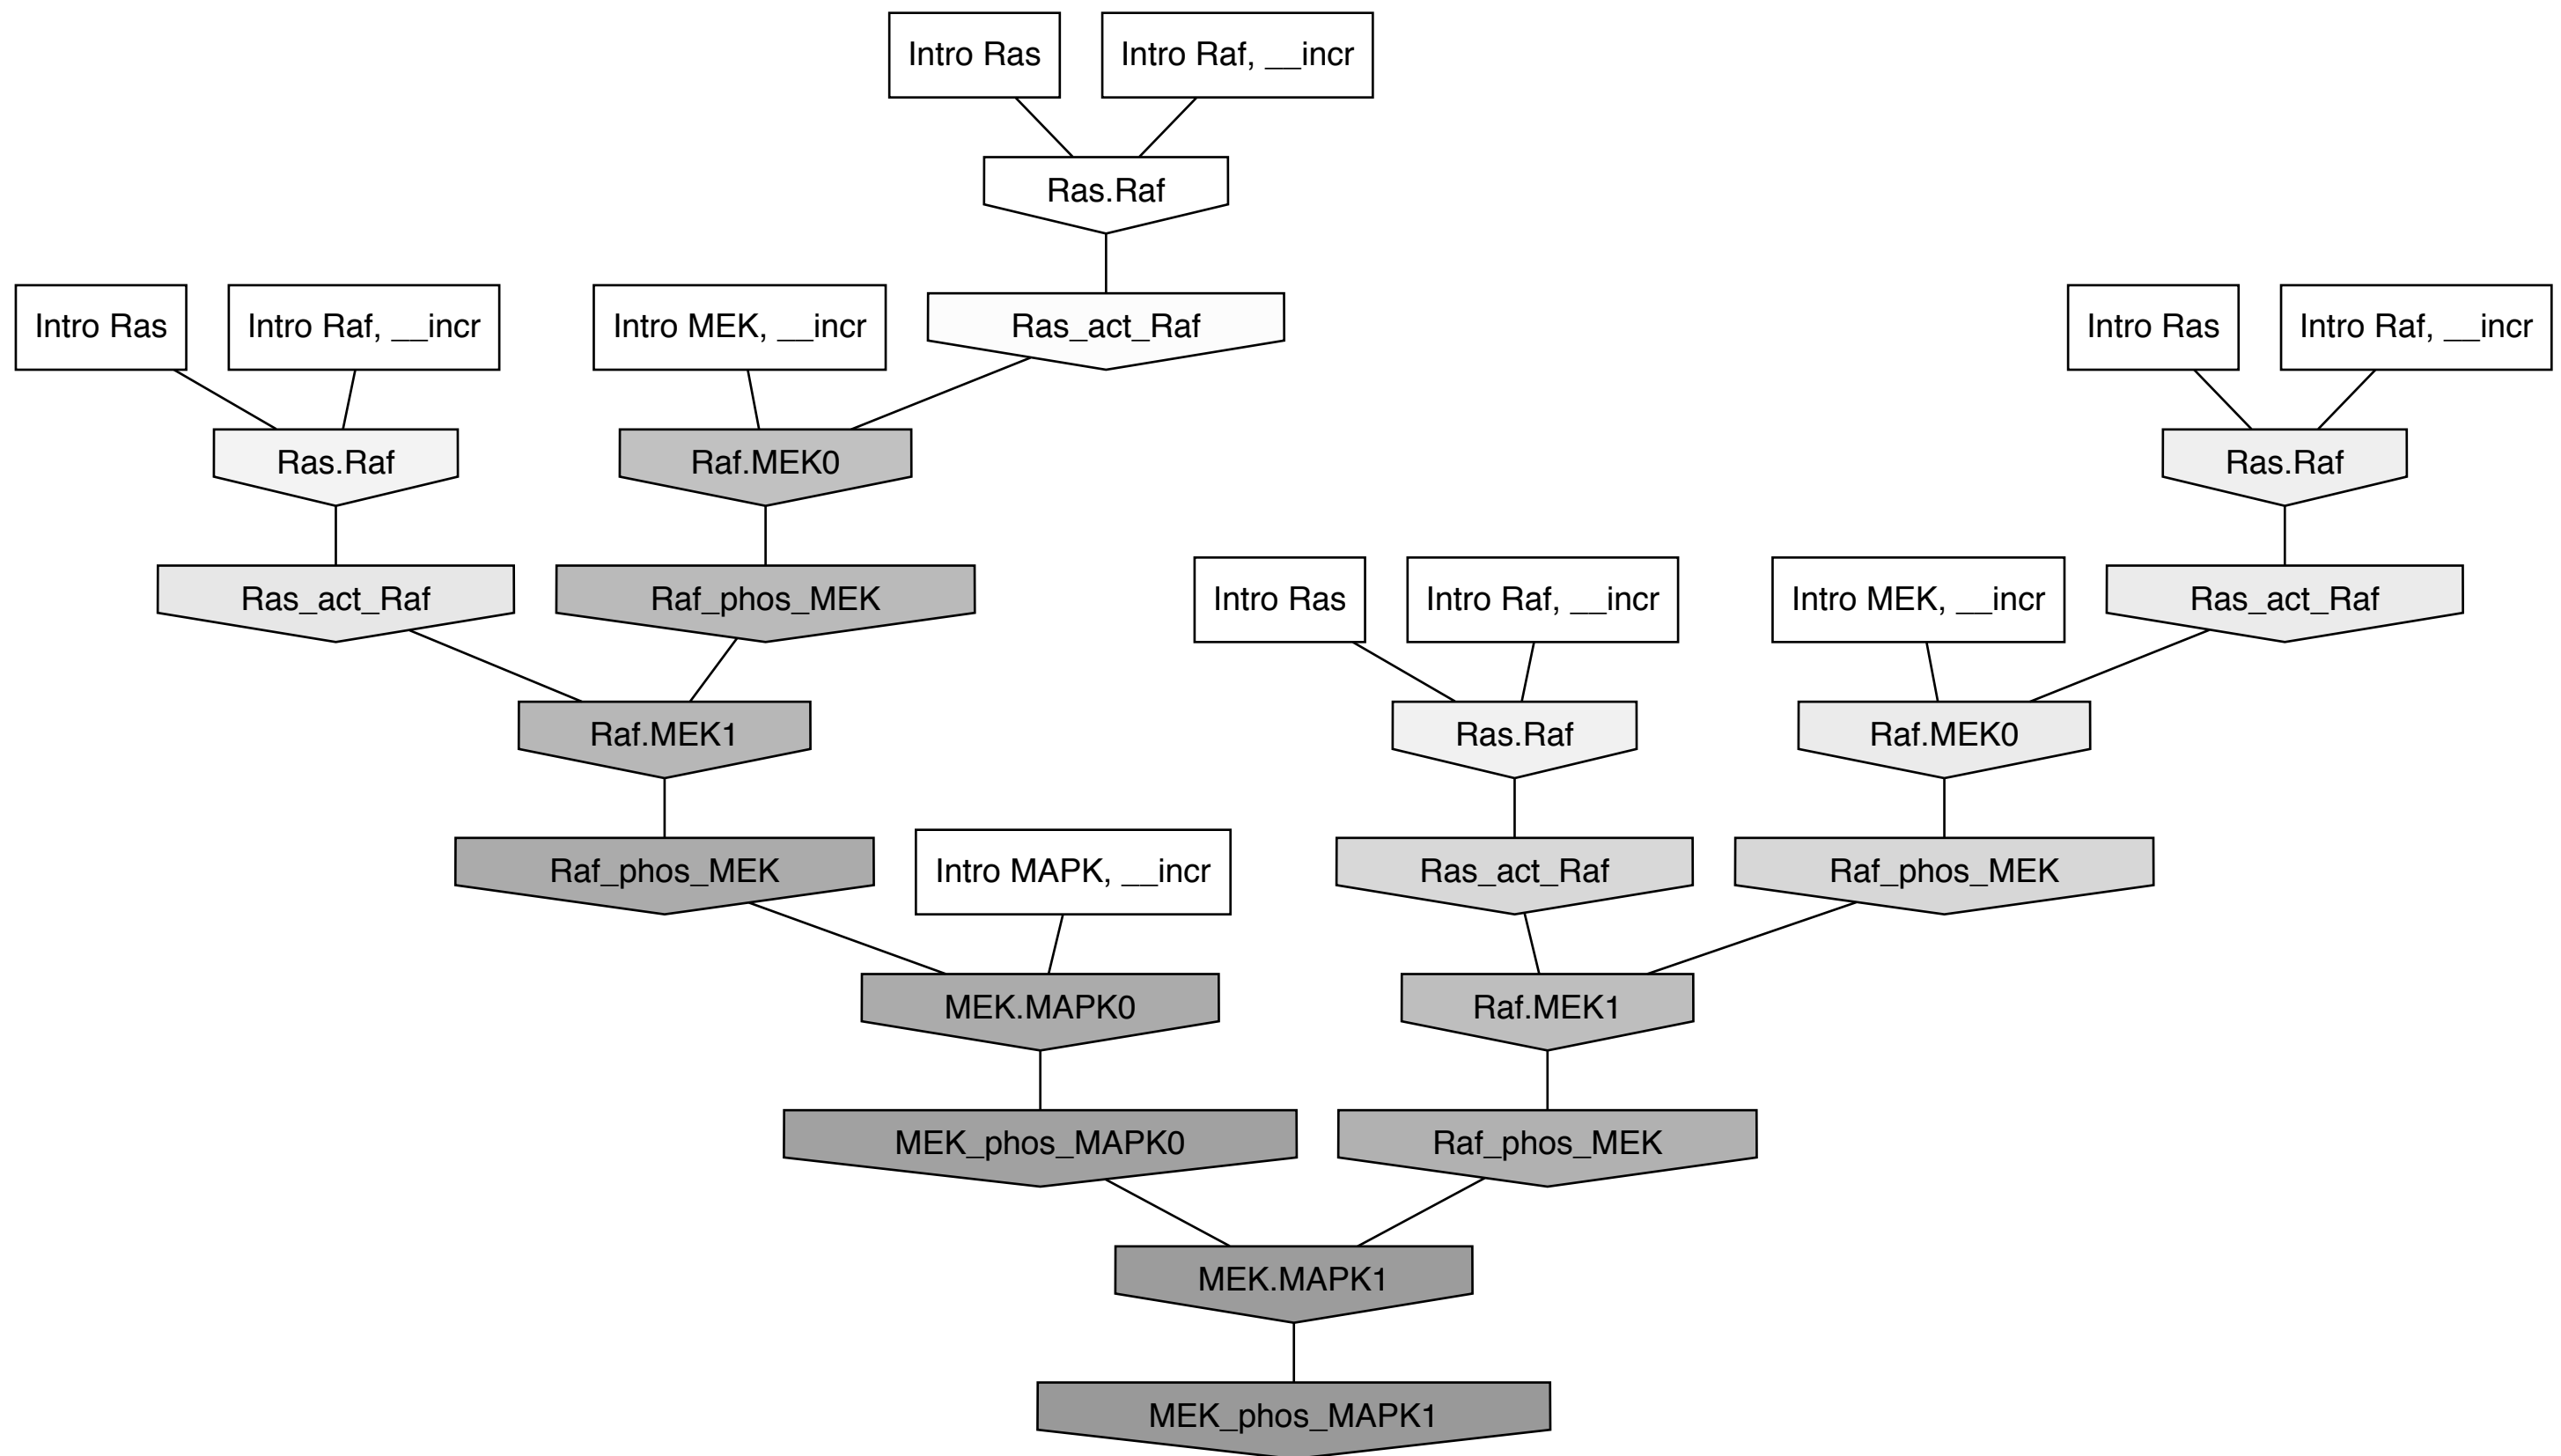 Intro Ras
Intro Raf, __incr
Ras.Raf
Intro Ras
Intro Raf, __incr
Intro MEK, __incr
Ras_act_Raf
Intro Ras
Intro Raf, __incr
Ras.Raf
Raf.MEK0
Ras.Raf
Ras_act_Raf
Raf_phos_MEK
Intro Ras
Intro Raf, __incr
Intro MEK, __incr
Ras_act_Raf
Raf.MEK1
Ras.Raf
Raf.MEK0
Raf_phos_MEK
Intro MAPK, __incr
Ras_act_Raf
Raf_phos_MEK
MEK.MAPK0
Raf.MEK1
MEK_phos_MAPK0
Raf_phos_MEK
MEK.MAPK1
MEK_phos_MAPK1